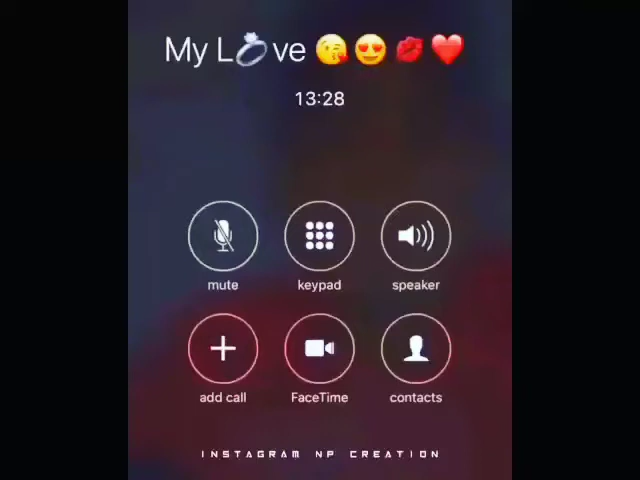 My L💍ve 😘😍💋❤️
13:28
mute keypad speaker
add call FaceTime contacts
INSTAGRAM NP CREATION